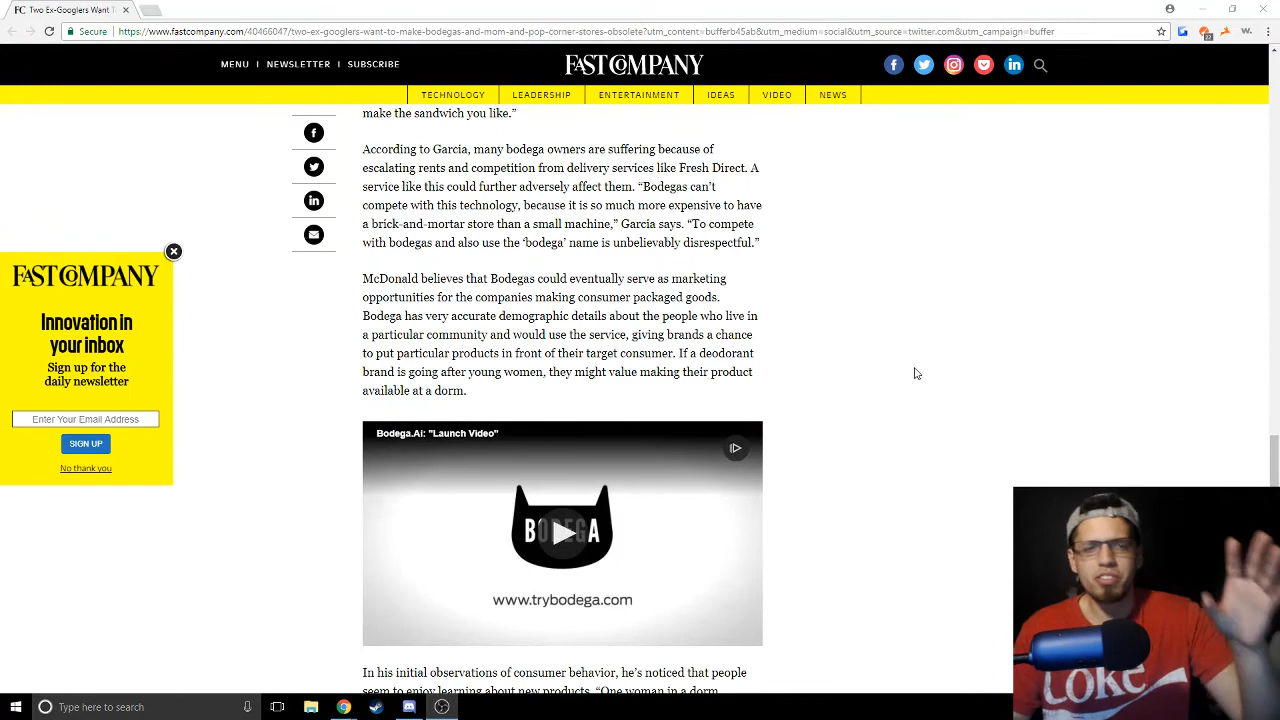 FC Two Ex-Googlers Want T
Secure
https://www.fastcompany.com/40466047/two-ex-googlers-want-to-make-bodegas-and-mom-and-pop-corner-stores-obsolete?utm_content=bufferb45ab&utm_medium=social&utm_source=twitter.com&utm_campaign=buffer
22
W.
MENU | NEWSLETTER | SUBSCRIBE
FAST COMPANY
TECHNOLOGY
LEADERSHIP
ENTERTAINMENT
IDEAS
VIDEO
NEWS
make the sandwich you like.”
According to Garcia, many bodega owners are suffering because of
escalating rents and competition from delivery services like Fresh Direct. A
service like this could further adversely affect them. “Bodegas can’t
compete with this technology, because it is so much more expensive to have
a brick-and-mortar store than a small machine,” Garcia says. “To compete
with bodegas and also use the ‘bodega’ name is unbelievably disrespectful.”
McDonald believes that Bodegas could eventually serve as marketing
opportunities for the companies making consumer packaged goods.
Bodega has very accurate demographic details about the people who live in
a particular community and would use the service, giving brands a chance
to put particular products in front of their target consumer. If a deodorant
brand is going after young women, they might value making their product
available at a dorm.
Bodega.Ai: "Launch Video"
BODEGA
www.trybodega.com
In his initial observations of consumer behavior, he’s noticed that people
seem to enjoy learning about new products. “One woman in a dorm
FAST COMPANY
Innovation in
your inbox
Sign up for the
daily newsletter
Enter Your Email Address
SIGN UP
No thank you
COKE
Type here to search